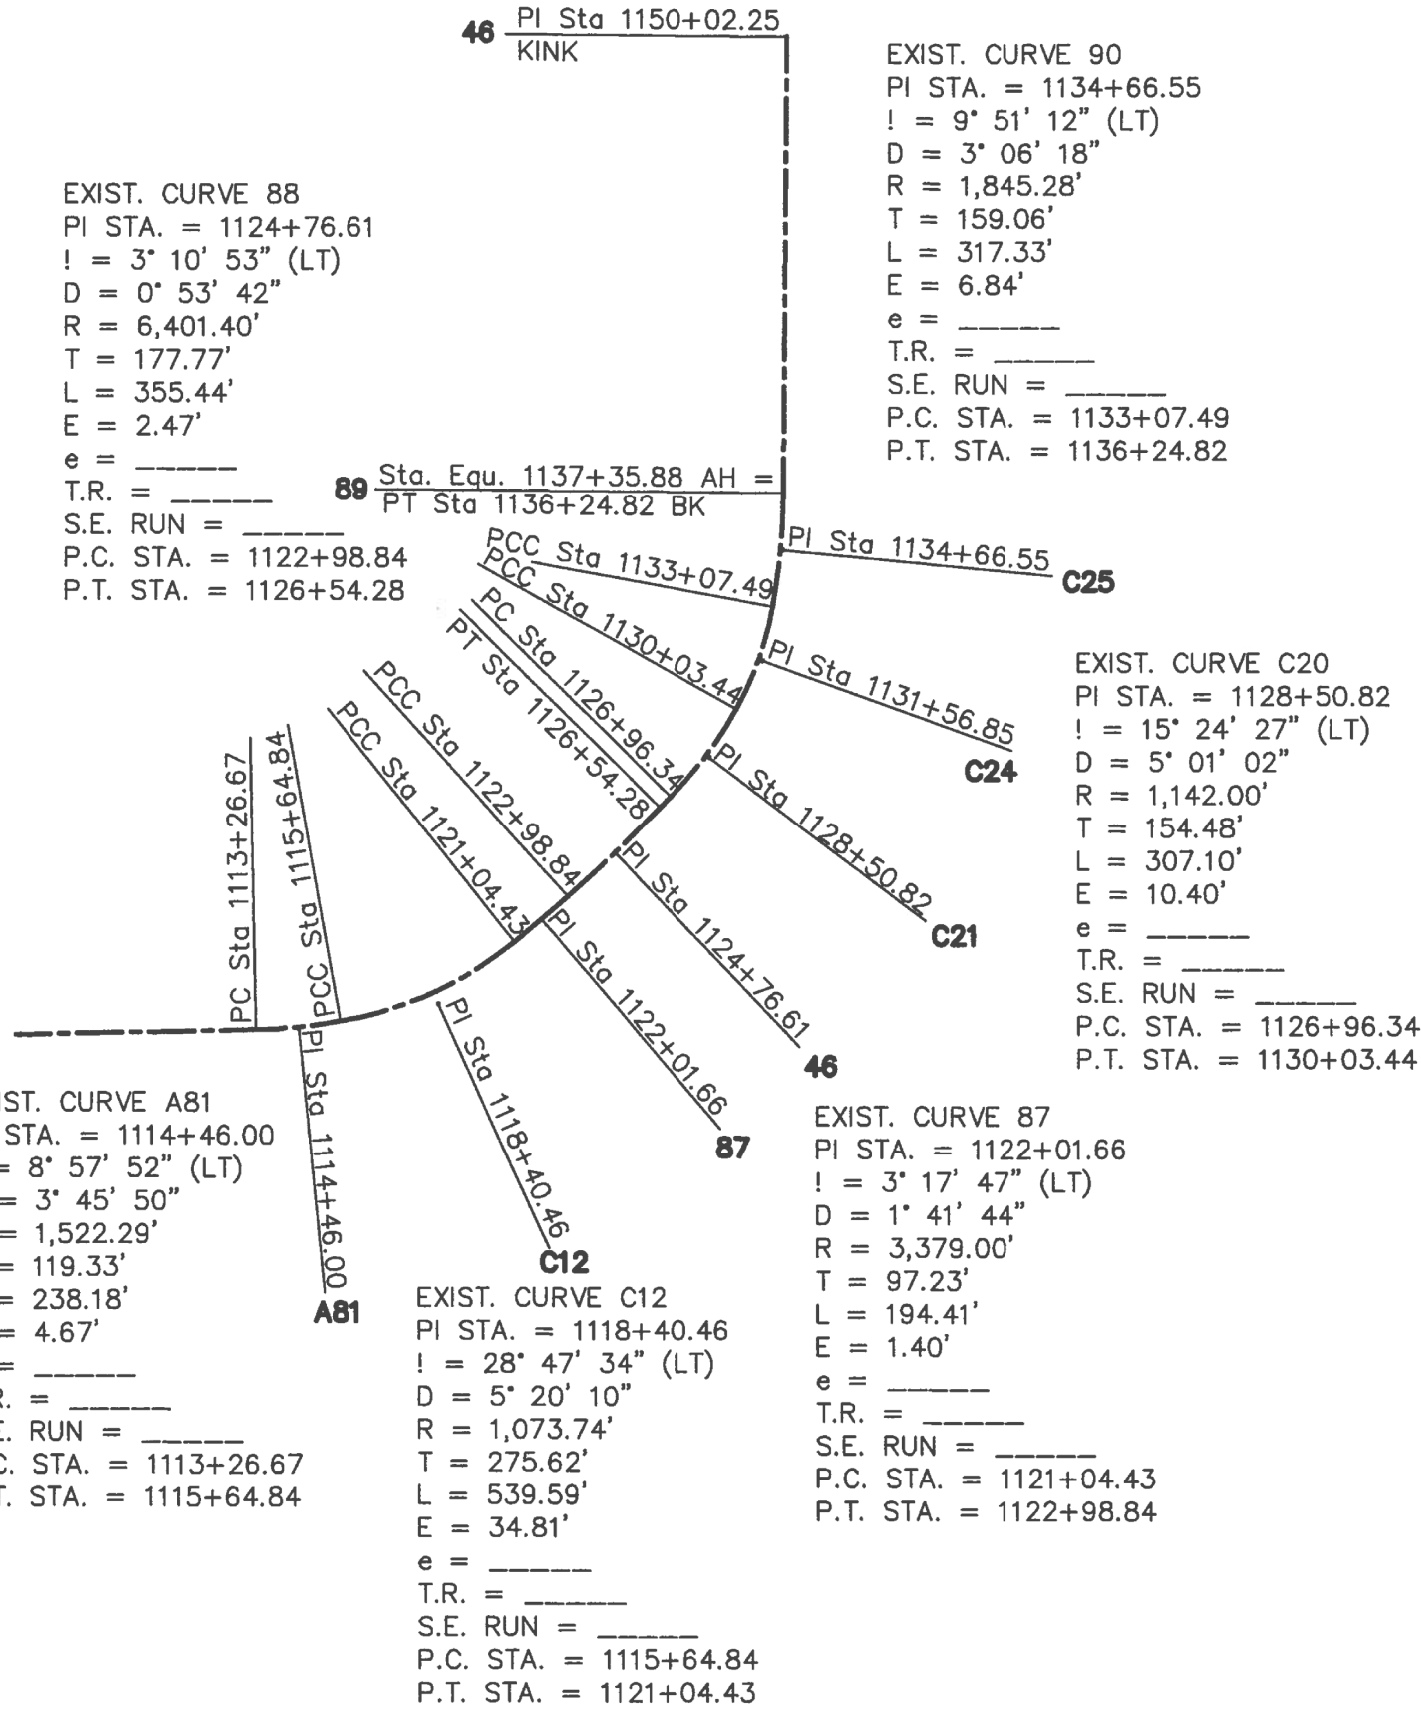 46 PI Sta 1150+02.25
KINK
EXIST. CURVE 90
PI STA. = 1134+66.55
! = 9° 51' 12" (LT)
D = 3° 06' 18"
R = 1,845.28'
T = 159.06'
L = 317.33'
E = 6.84'
e = _____
T.R. = _____
S.E. RUN = _____
P.C. STA. = 1133+07.49
P.T. STA. = 1136+24.82
EXIST. CURVE 88
PI STA. = 1124+76.61
! = 3° 10' 53" (LT)
D = 0° 53' 42"
R = 6,401.40'
T = 177.77'
L = 355.44'
E = 2.47'
e = _____
T.R. = _____
S.E. RUN = _____
P.C. STA. = 1122+98.84
P.T. STA. = 1126+54.28
89 Sta. Equ. 1137+35.88 AH =
PT Sta 1136+24.82 BK
PI Sta 1134+66.55
C25
PCC Sta 1133+07.49
PCC Sta 1130+03.44
PC Sta 1126+96.34
PT Sta 1126+54.28
PCC Sta 1122+98.84
PCC Sta 1121+04.43
PCC Sta 1115+64.84
PC Sta 1113+26.67
PI Sta 1131+56.85
C24
PI Sta 1128+50.82
C21
PI Sta 1124+76.61
46
PI Sta 1122+01.66
87
PI Sta 1118+40.46
C12
PI Sta 1114+46.00
A81
EXIST. CURVE C20
PI STA. = 1128+50.82
! = 15° 24' 27" (LT)
D = 5° 01' 02"
R = 1,142.00'
T = 154.48'
L = 307.10'
E = 10.40'
e = _____
T.R. = _____
S.E. RUN = _____
P.C. STA. = 1126+96.34
P.T. STA. = 1130+03.44
ST. CURVE A81
STA. = 1114+46.00
= 8° 57' 52" (LT)
= 3° 45' 50"
= 1,522.29'
= 119.33'
= 238.18'
= 4.67'
= _____
R. = _____
E. RUN = _____
C. STA. = 1113+26.67
T. STA. = 1115+64.84
EXIST. CURVE C12
PI STA. = 1118+40.46
! = 28° 47' 34" (LT)
D = 5° 20' 10"
R = 1,073.74'
T = 275.62'
L = 539.59'
E = 34.81'
e = _____
T.R. = _____
S.E. RUN = _____
P.C. STA. = 1115+64.84
P.T. STA. = 1121+04.43
EXIST. CURVE 87
PI STA. = 1122+01.66
! = 3° 17' 47" (LT)
D = 1° 41' 44"
R = 3,379.00'
T = 97.23'
L = 194.41'
E = 1.40'
e = _____
T.R. = _____
S.E. RUN = _____
P.C. STA. = 1121+04.43
P.T. STA. = 1122+98.84